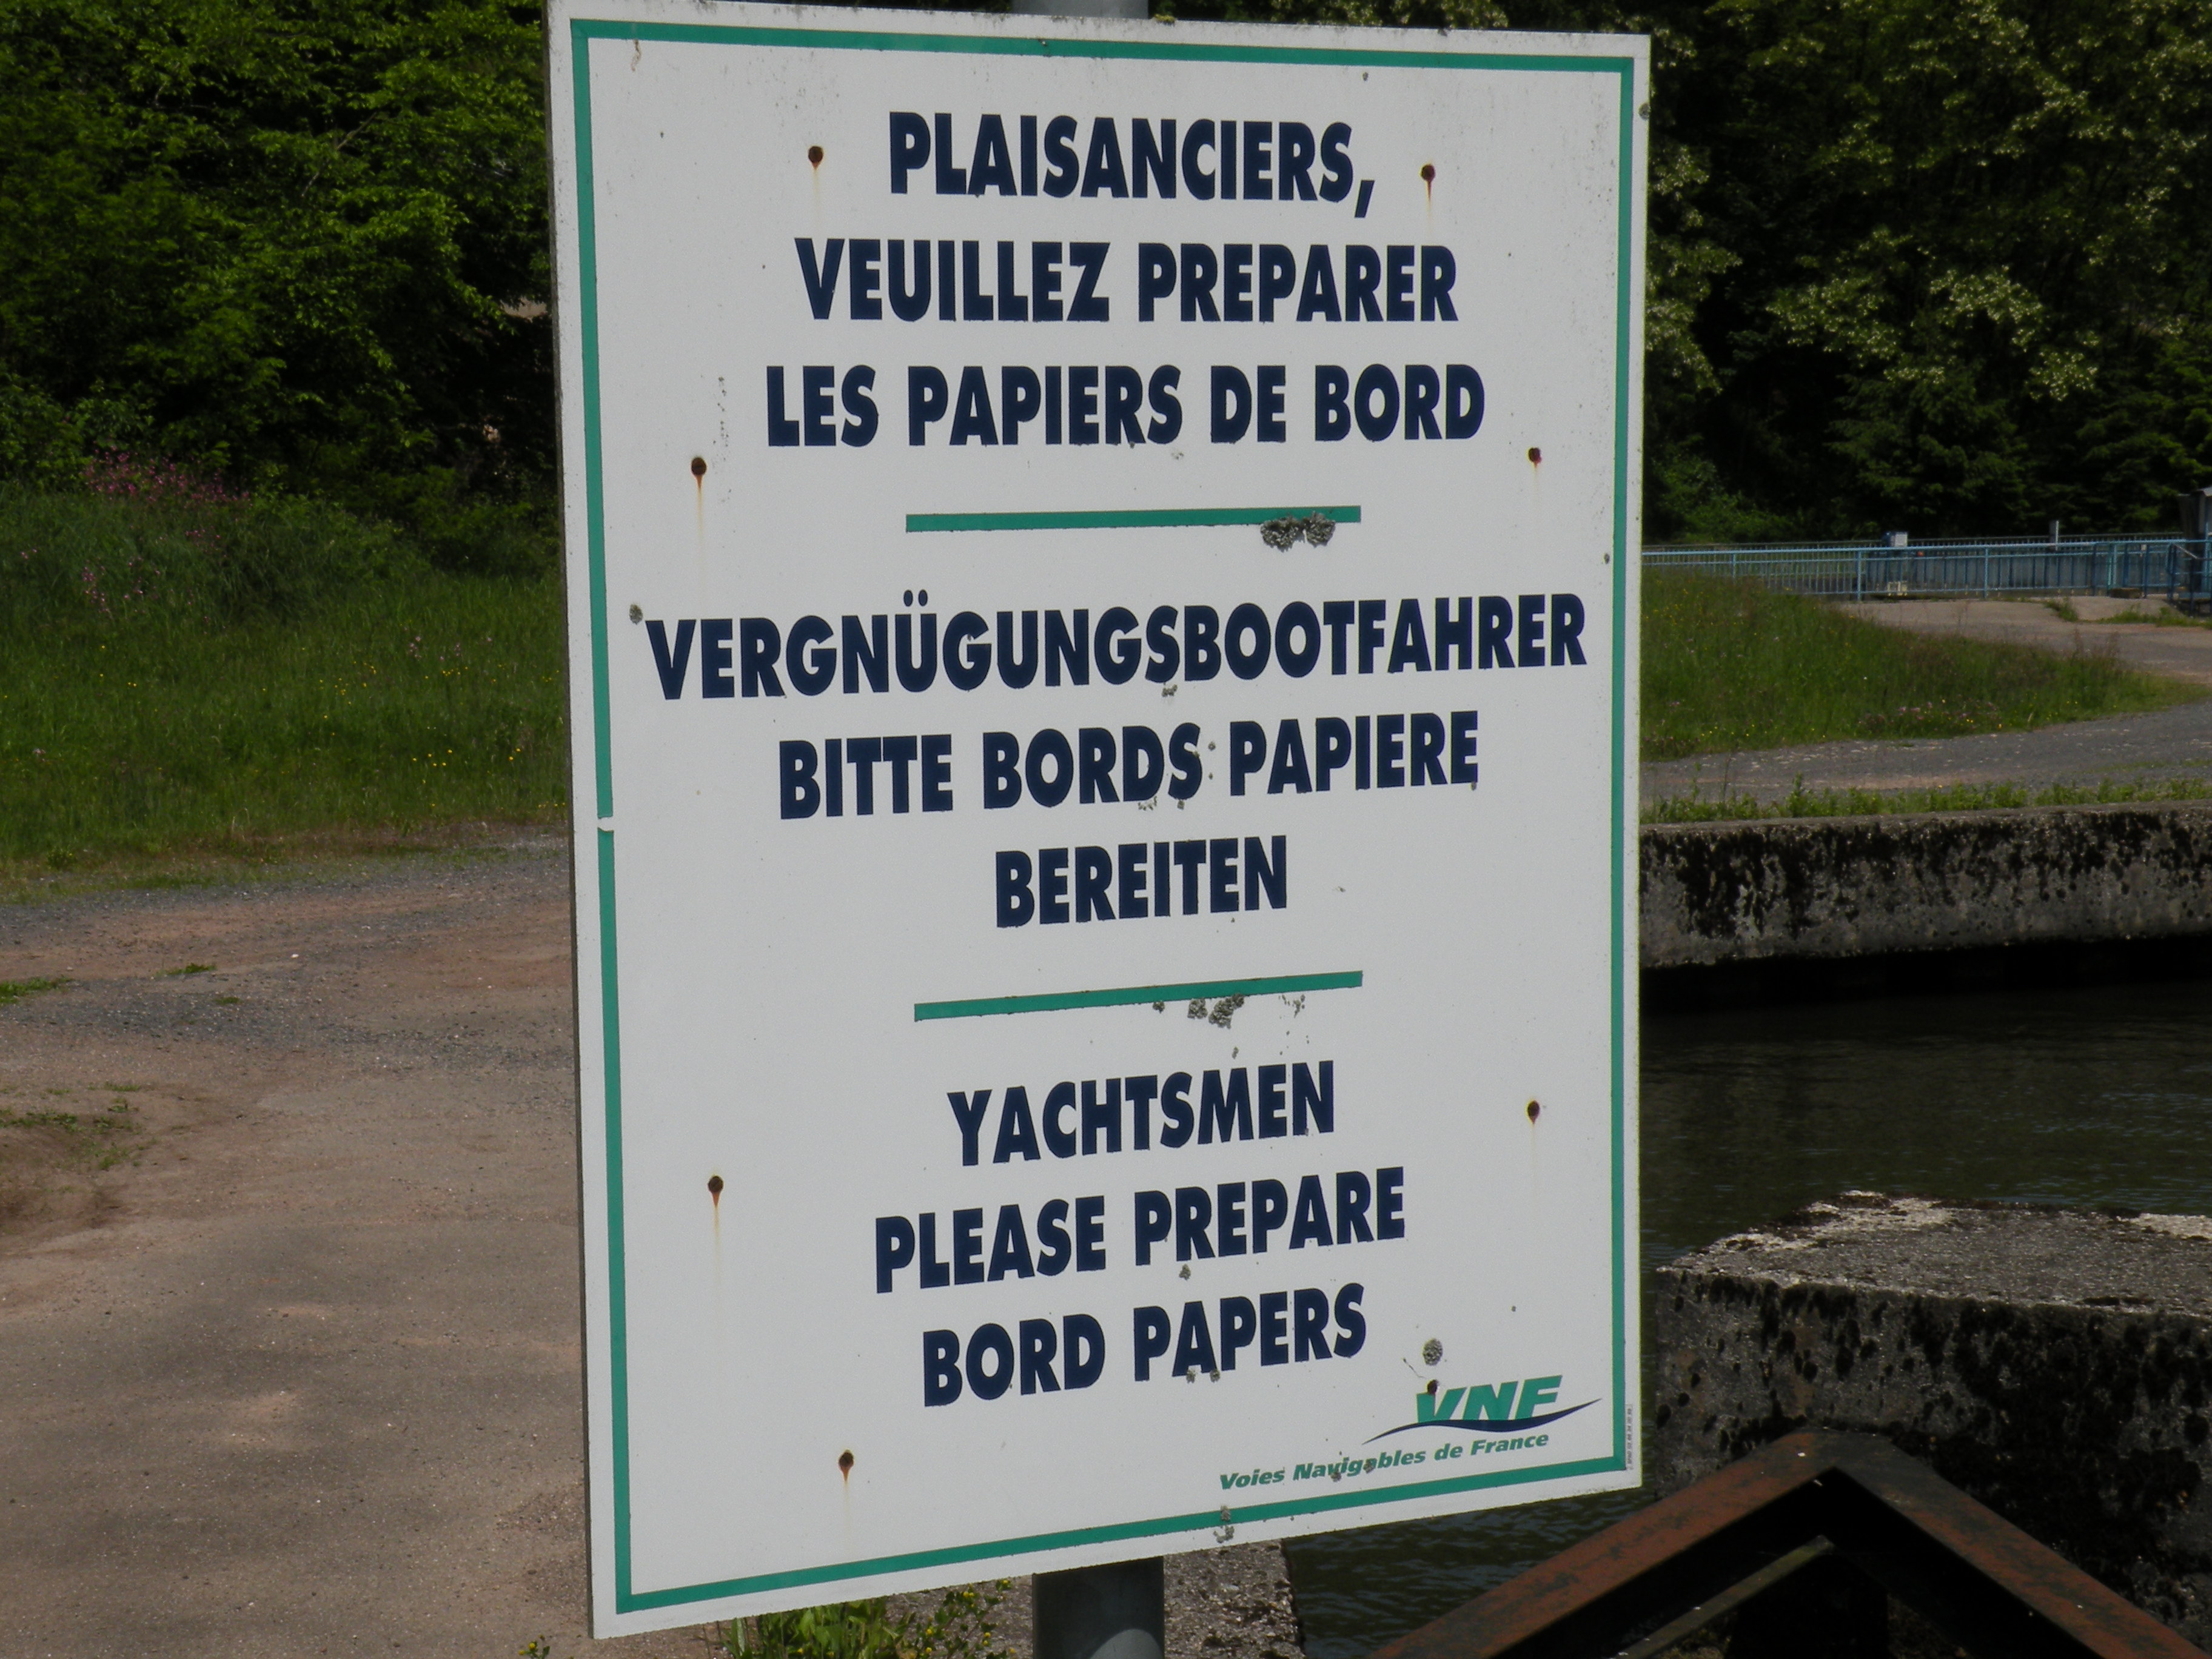 PLAISANCIERS,
VEUILLEZ PREPARER
LES PAPIERS DE BORD
VERGNÜGUNGSBOOTFAHRER
BITTE BORDS PAPIERE
BEREITEN
YACHTSMEN
PLEASE PREPARE
BORD PAPERS
VNF
Voies Navigables de France